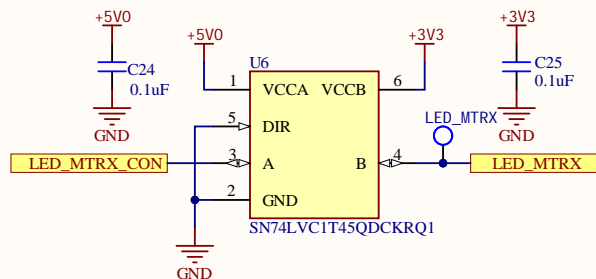 +5V0
C24
0.1uF
GND
+5V0
U6
+3V3
1
VCCA
VCCB
6
5
DIR
LED_MTRX_CON
3
A
B
4
LED_MTRX
LED_MTRX
2
GND
SN74LVC1T45QDCKRQ1
GND
+3V3
C25
0.1uF
GND